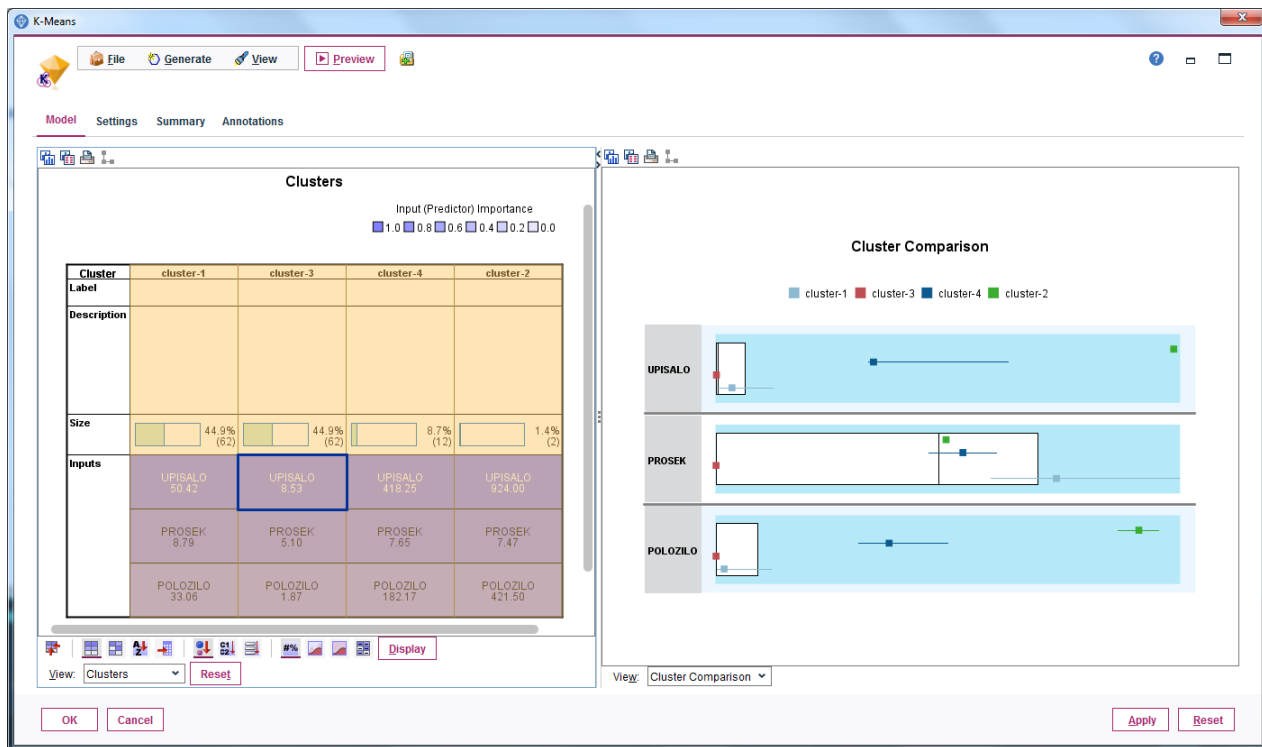 K-Means
File Generate View Preview
Model Settings Summary Annotations
Clusters
Input (Predictor) Importance
1.0 0.8 0.6 0.4 0.2 0.0
Cluster cluster-1 cluster-3 cluster-4 cluster-2
Label
Description
Size 44.9% 44.9% 8.7% 1.4%
(62) (62) (12) (2)
Inputs
UPISALO UPISALO UPISALO UPISALO
50.42 8.53 418.25 924.00
PROSEK PROSEK PROSEK PROSEK
8.79 5.10 7.65 7.47
POLOZILO POLOZILO POLOZILO POLOZILO
33.06 1.87 182.17 421.50
#% Display
View: Clusters Reset
Cluster Comparison
cluster-1 cluster-3 cluster-4 cluster-2
UPISALO
PROSEK
POLOZILO
View: Cluster Comparison
OK Cancel Apply Reset